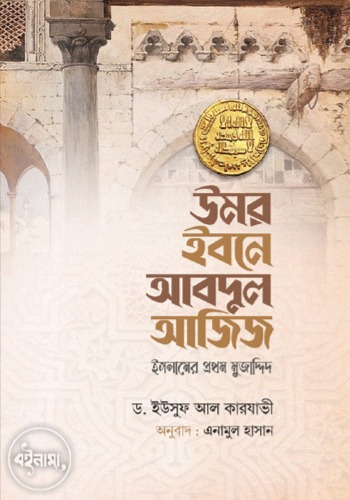 উমর
ইবনে
আবদুল
আজিজ
ইসলামের প্রথম মুজাদ্দিদ
ড. ইউসুফ আল কারযাভী
অনুবাদ : এনামুল হাসান
বইনামা